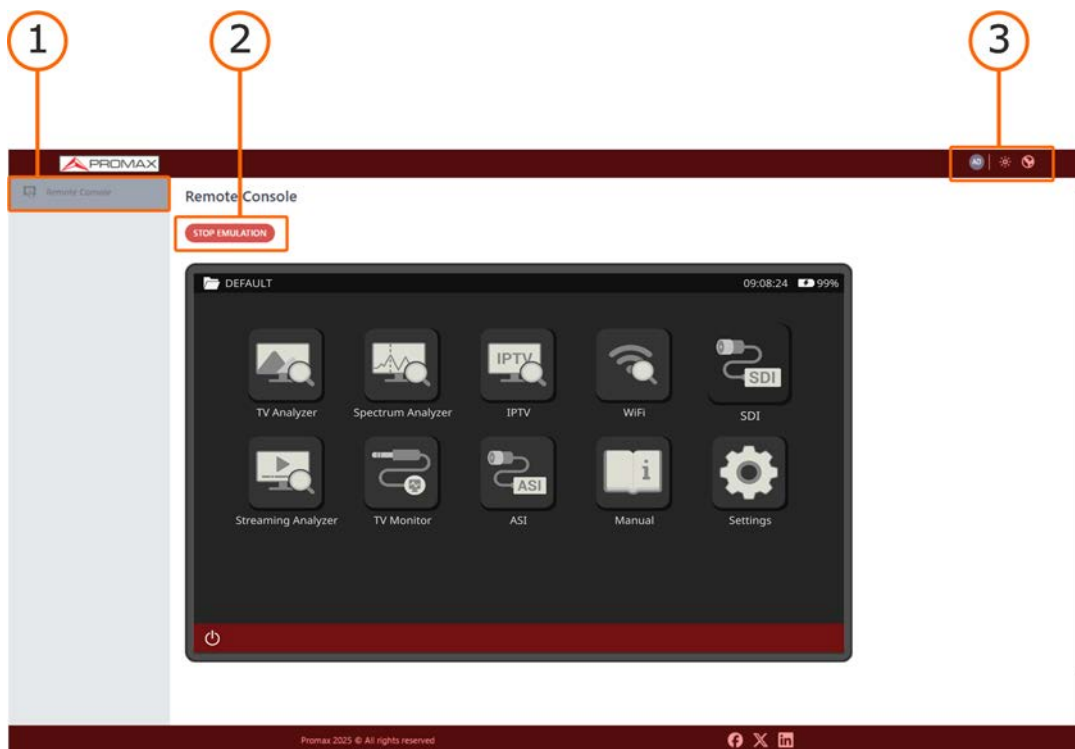 1
2
3
PROMAX
AD
Remote Console
Remote Console
STOP EMULATION
DEFAULT
09:08:24
99%
IPTV
SDI
TV Analyzer
Spectrum Analyzer
IPTV
WiFi
SDI
ASI
i
Streaming Analyzer
TV Monitor
ASI
Manual
Settings
Promax 2025 © All rights reserved